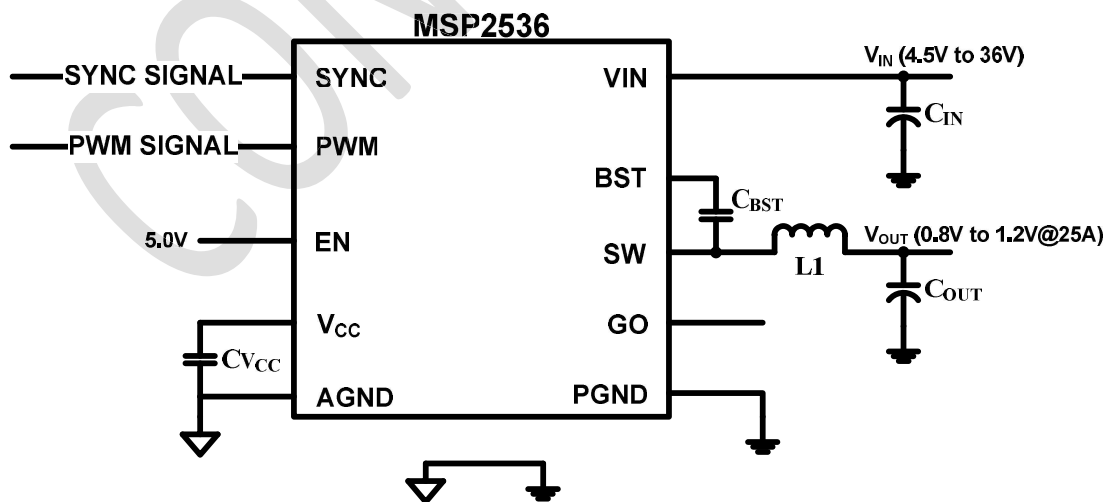 MSP2536
SYNC SIGNAL
SYNC
VIN
V_IN (4.5V to 36V)
C_IN
PWM SIGNAL
PWM
BST
C_BST
5.0V
EN
SW
L1
V_OUT (0.8V to 1.2V@25A)
C_OUT
V_CC
CV_CC
GO
AGND
PGND